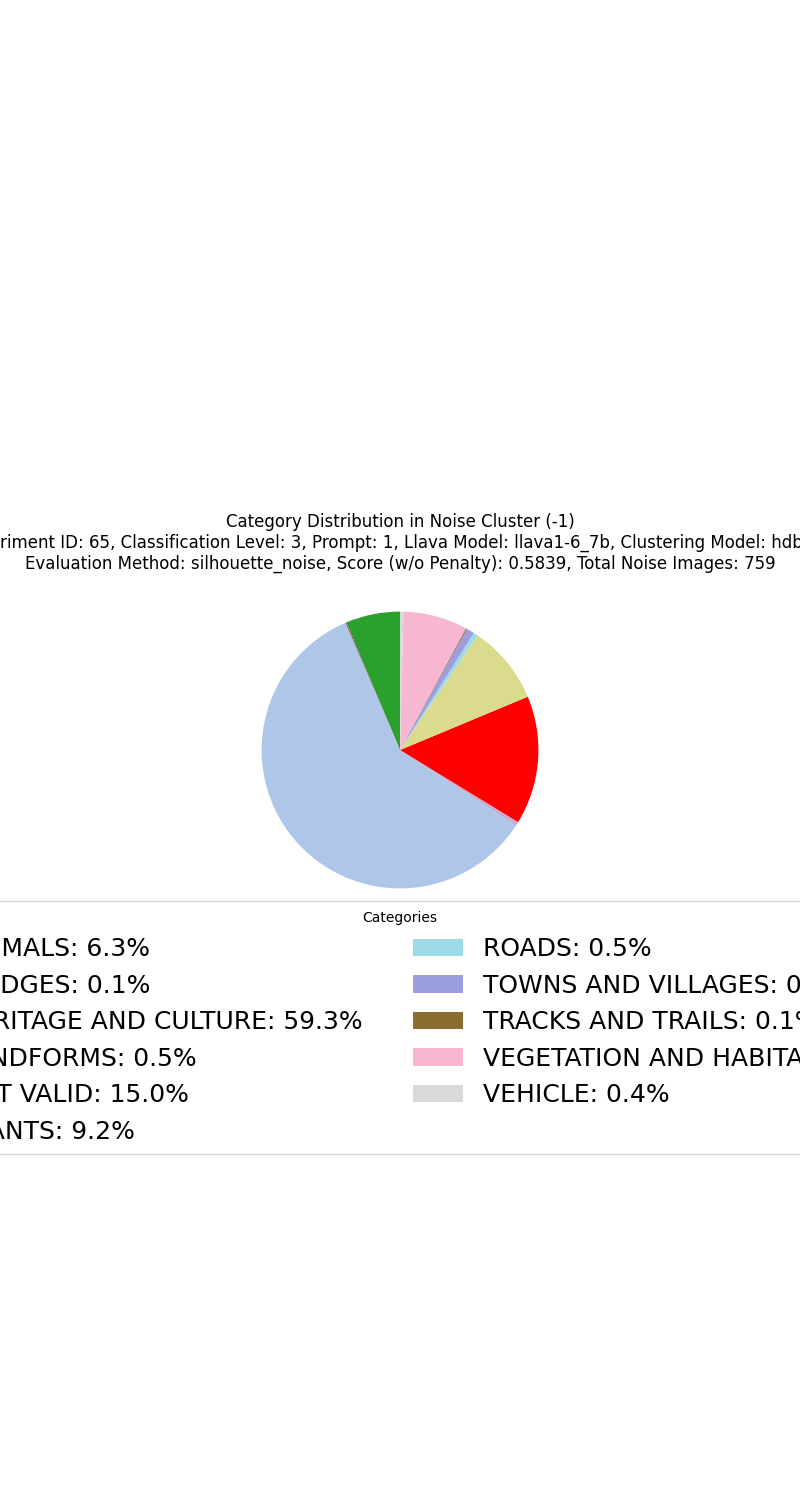 Category Distribution in Noise Cluster (-1)
riment ID: 65, Classification Level: 3, Prompt: 1, Llava Model: llava1-6_7b, Clustering Model: hdb
Evaluation Method: silhouette_noise, Score (w/o Penalty): 0.5839, Total Noise Images: 759
Categories
MALS: 6.3%
DGES: 0.1%
RITAGE AND CULTURE: 59.3%
NDFORMS: 0.5%
T VALID: 15.0%
ANTS: 9.2%
ROADS: 0.5%
TOWNS AND VILLAGES: 0
TRACKS AND TRAILS: 0.1%
VEGETATION AND HABITA
VEHICLE: 0.4%